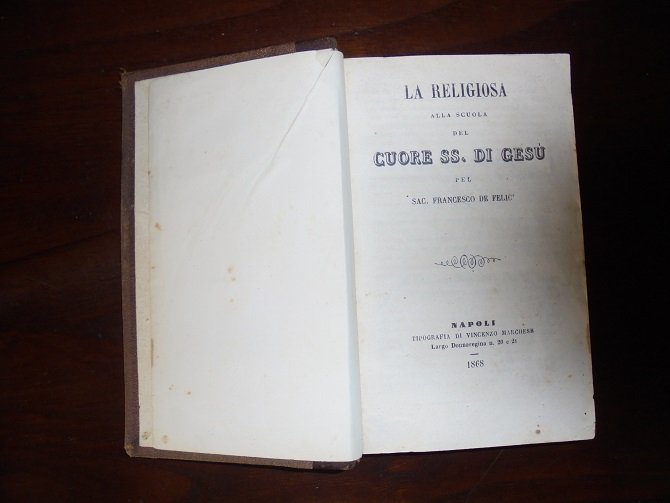 LA RELIGIOSA
ALLA SCUOLA
DEL
CUORE SS. DI GESÙ
PEL
SAC. FRANCESCO DE FELIC'
NAPOLI
TIPOGRAFIA DI VINCENZO MARCHESE
Largo Donnaregina n. 20 e 21
1868